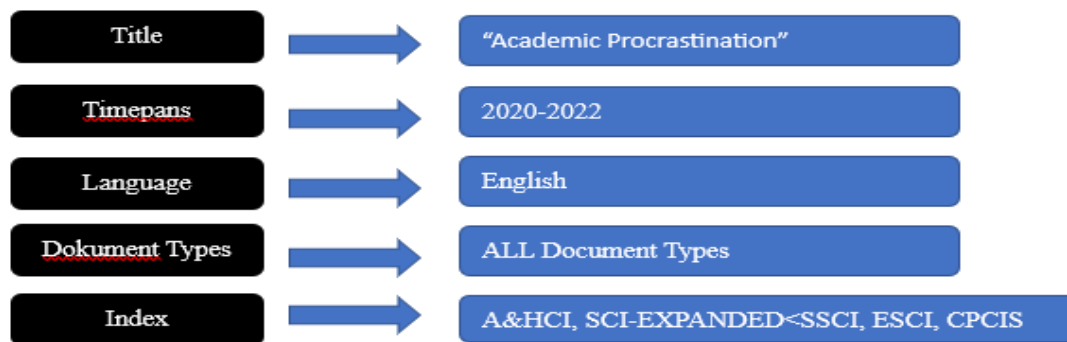 Title
“Academic Procrastination”
Timepans
2020-2022
Language
English
Dokument Types
ALL Document Types
Index
A&HCI, SCI-EXPANDED<SSCI, ESCI, CPCIS